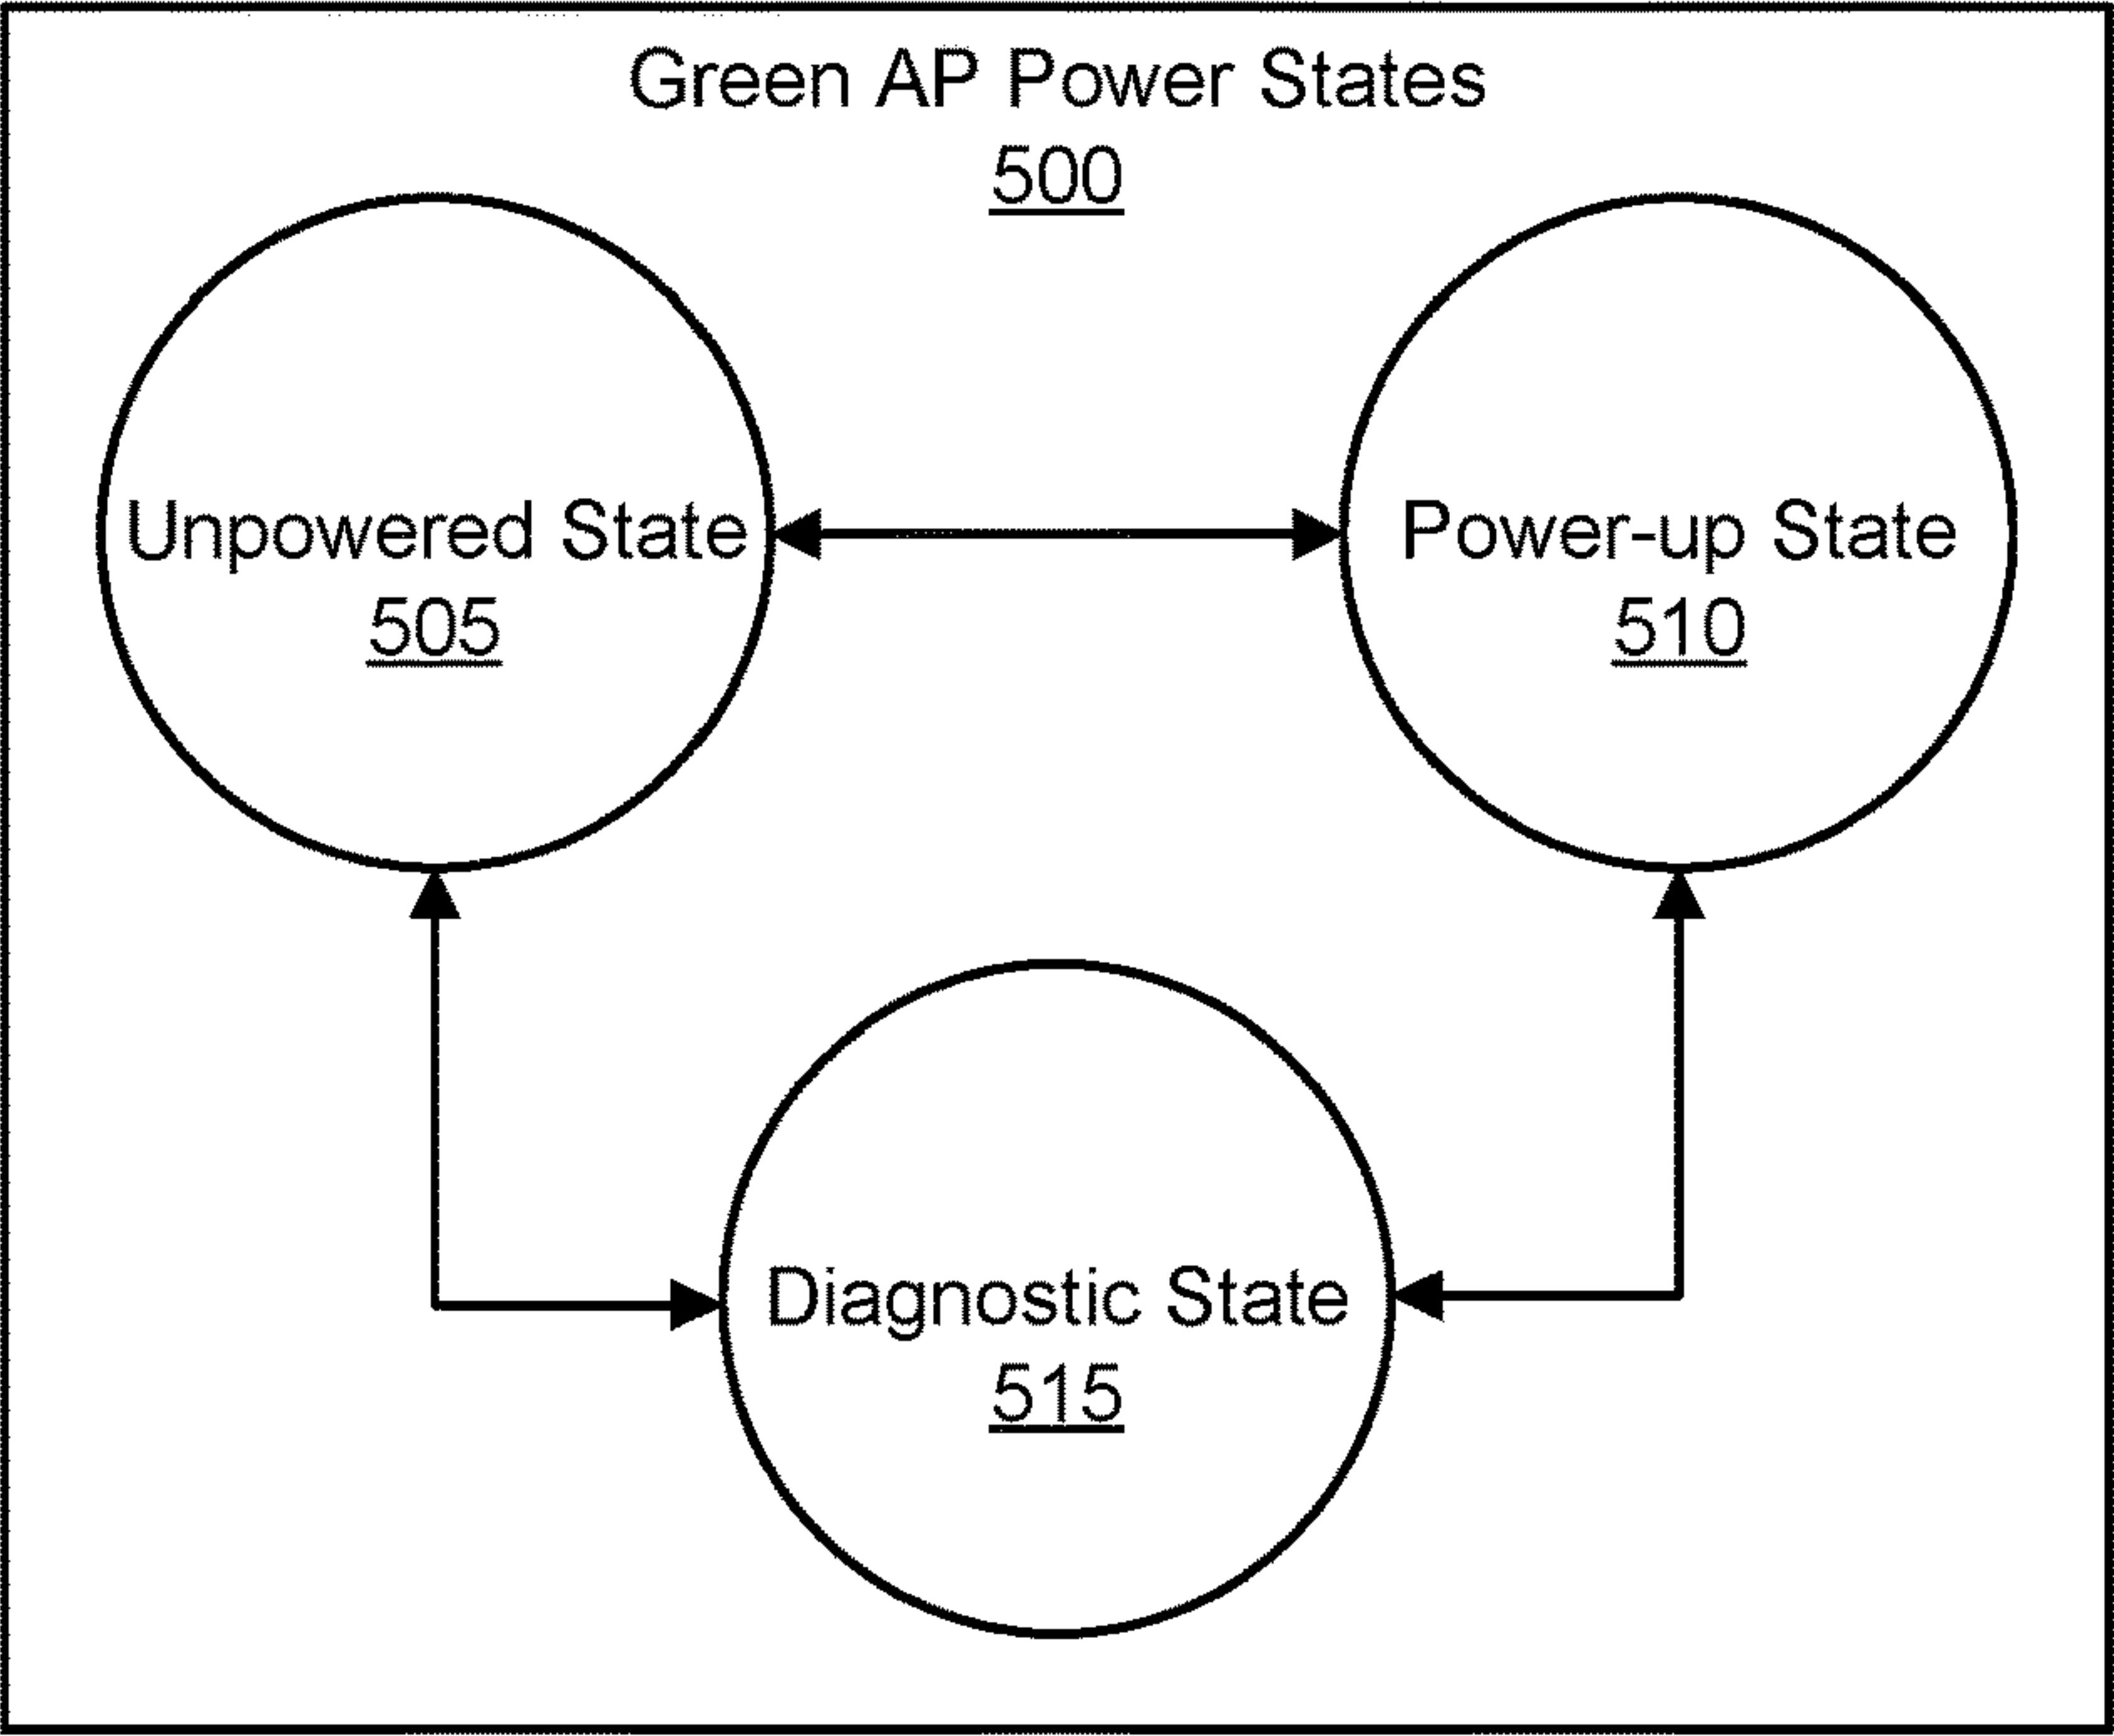 Green AP Power States
500
Unpowered State
505
Power-up State
510
Diagnostic State
515